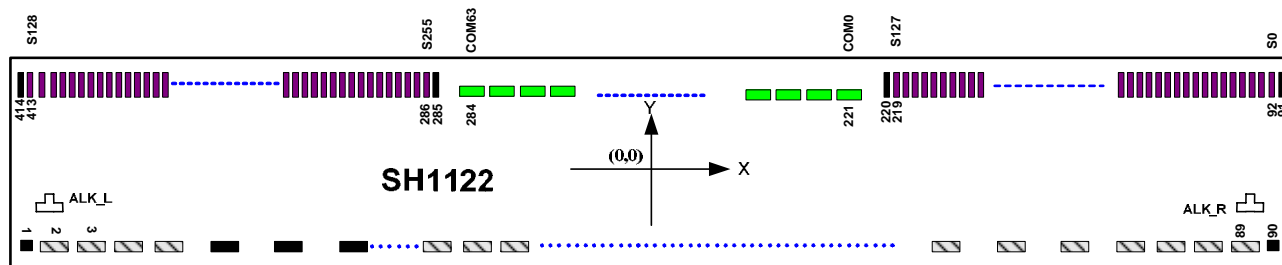 S128
S255
COM63
COM0
S127
S0
414
413
286
285
284
221
220
219
92
Y
(0,0)
X
SH1122
ALK_L
ALK_R
1
2
3
89
90